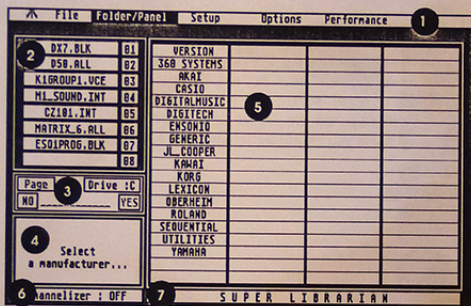 File Folder/Panel Setup Options Performance
1
2
DX7.BLK 01
D50.ALL 02
K1GROUP1.VCE 03
M1_SOUND.INT 04
CZ101.INT 05
MATRIX_6.ALL 06
ESQ1PROG.BLK 07
08
Page 3 Drive :C
NO YES
4
Select
a manufacturer...
6 hannelizer : OFF
VERSION
360 SYSTEMS
AKAI
CASIO
DIGITALMUSIC
DIGITECH
ENSONIQ
GENERIC
JL_COOPER
KAWAI
KORG
LEXICON
OBERHEIM
ROLAND
SEQUENTIAL
UTILITIES
YAMAHA
5
7 SUPER LIBRARIAN